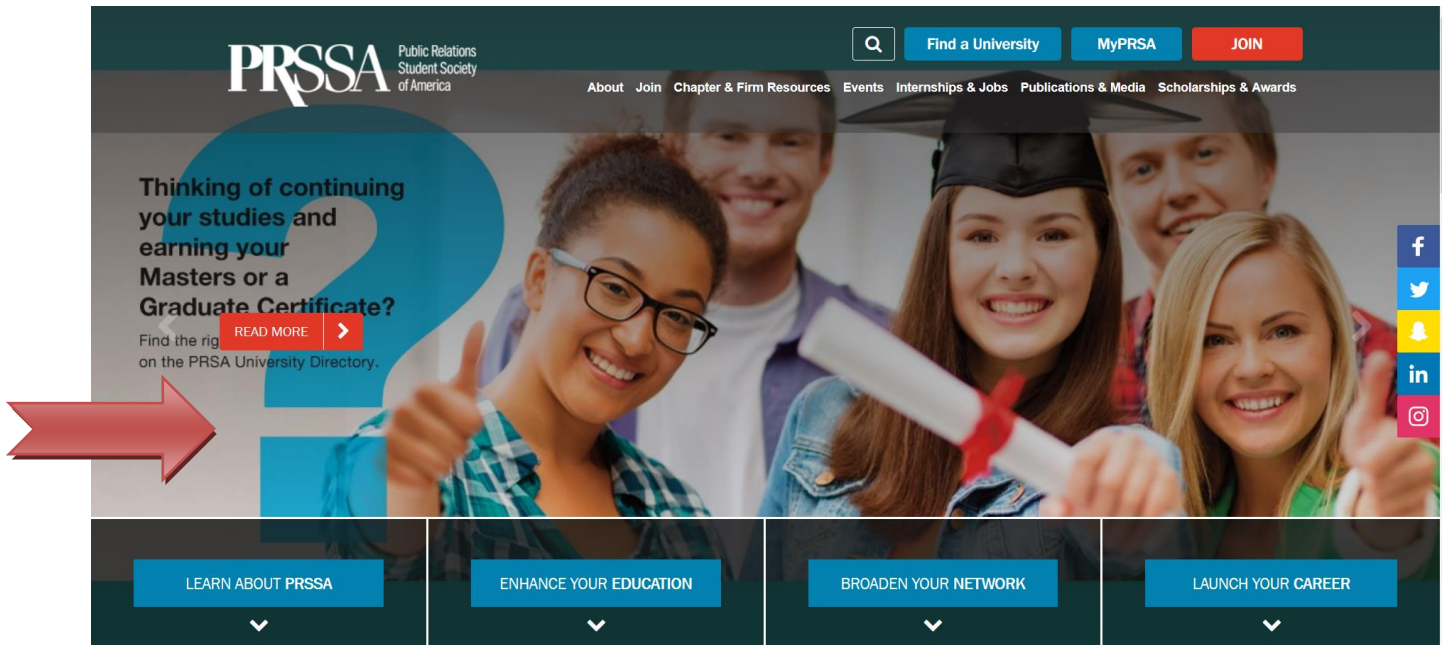 PRSSA
Public Relations
Student Society
of America
Find a University
MyPRSA
JOIN
About Join Chapter & Firm Resources Events Internships & Jobs Publications & Media Scholarships & Awards
Thinking of continuing
your studies and
earning your
Masters or a
Graduate Certificate?
Find the rig
READ MORE
on the PRSA University Directory.
f
in
LEARN ABOUT PRSSA
ENHANCE YOUR EDUCATION
BROADEN YOUR NETWORK
LAUNCH YOUR CAREER